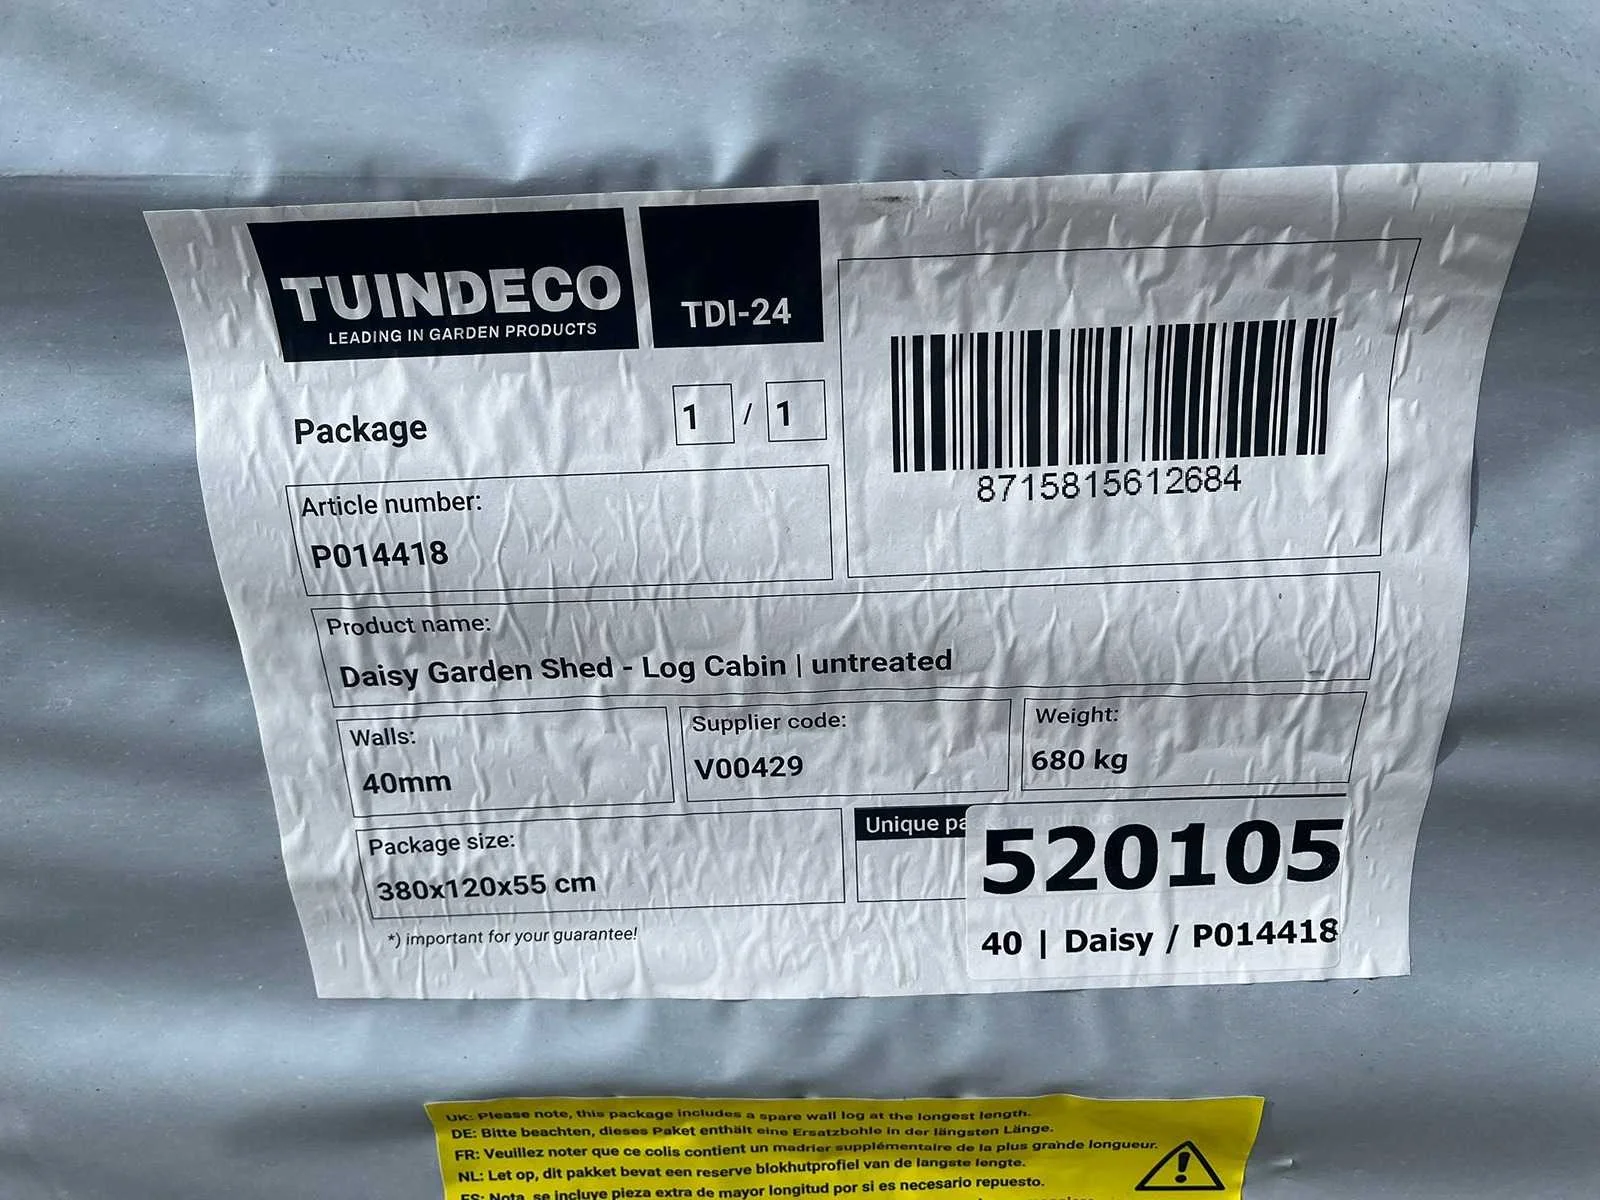 TUINDECO
LEADING IN GARDEN PRODUCTS
TDI-24
Package
1 / 1
8715815612684
Article number:
P014418
Product name:
Daisy Garden Shed - Log Cabin | untreated
Walls:
40mm
Supplier code:
V00429
Weight:
680 kg
Package size:
380x120x55 cm
Unique package number
520105
40 | Daisy / P014418
*) important for your guarantee!
UK: Please note, this package includes a spare wall log at the longest length.
DE: Bitte beachten, dieses Paket enthält eine Ersatzbohle in der längsten Länge.
FR: Veuillez noter que ce colis contient un madrier supplémentaire de la plus grande longueur.
NL: Let op, dit pakket bevat een reserve blokhutprofiel van de langste lengte.
ES: Nota, se incluye pieza extra de mayor longitud por si es necesario repuesto.